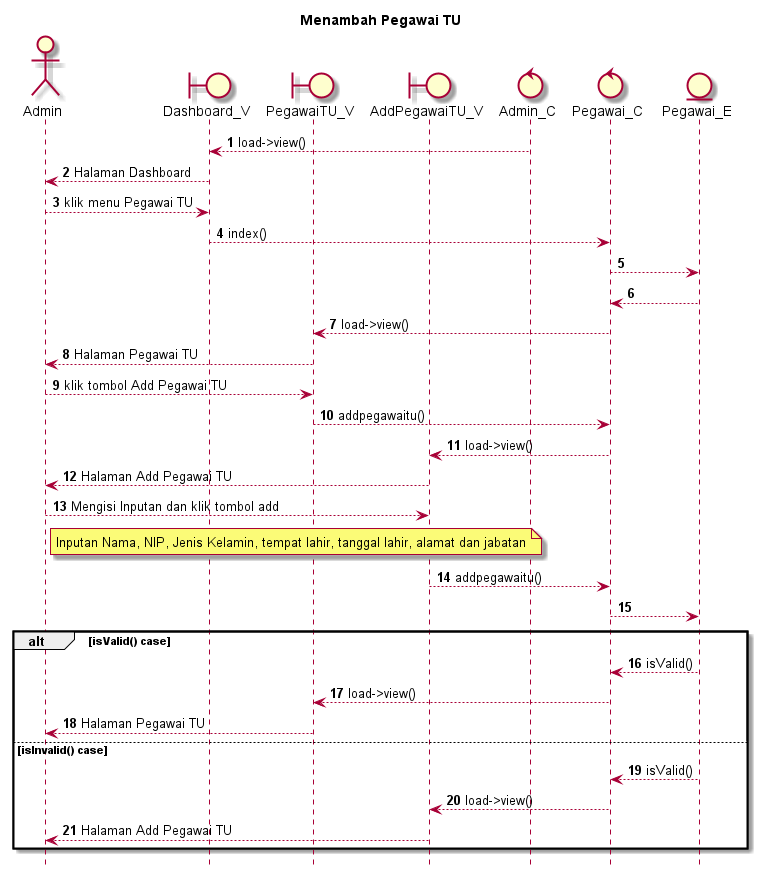 Menambah Pegawai TU
Admin
Dashboard_V
PegawaiTU_V
AddPegawaiTU_V
Admin_C
Pegawai_C
Pegawai_E
1 load->view()
2 Halaman Dashboard
3 klik menu Pegawai TU
4 index()
5
6
7 load->view()
8 Halaman Pegawai TU
9 klik tombol Add Pegawai TU
10 addpegawaitu()
11 load->view()
12 Halaman Add Pegawai TU
13 Mengisi Inputan dan klik tombol add
Inputan Nama, NIP, Jenis Kelamin, tempat lahir, tanggal lahir, alamat dan jabatan
14 addpegawaitu()
15
alt [isValid() case]
16 isValid()
17 load->view()
18 Halaman Pegawai TU
[isInvalid() case]
19 isValid()
20 load->view()
21 Halaman Add Pegawai TU